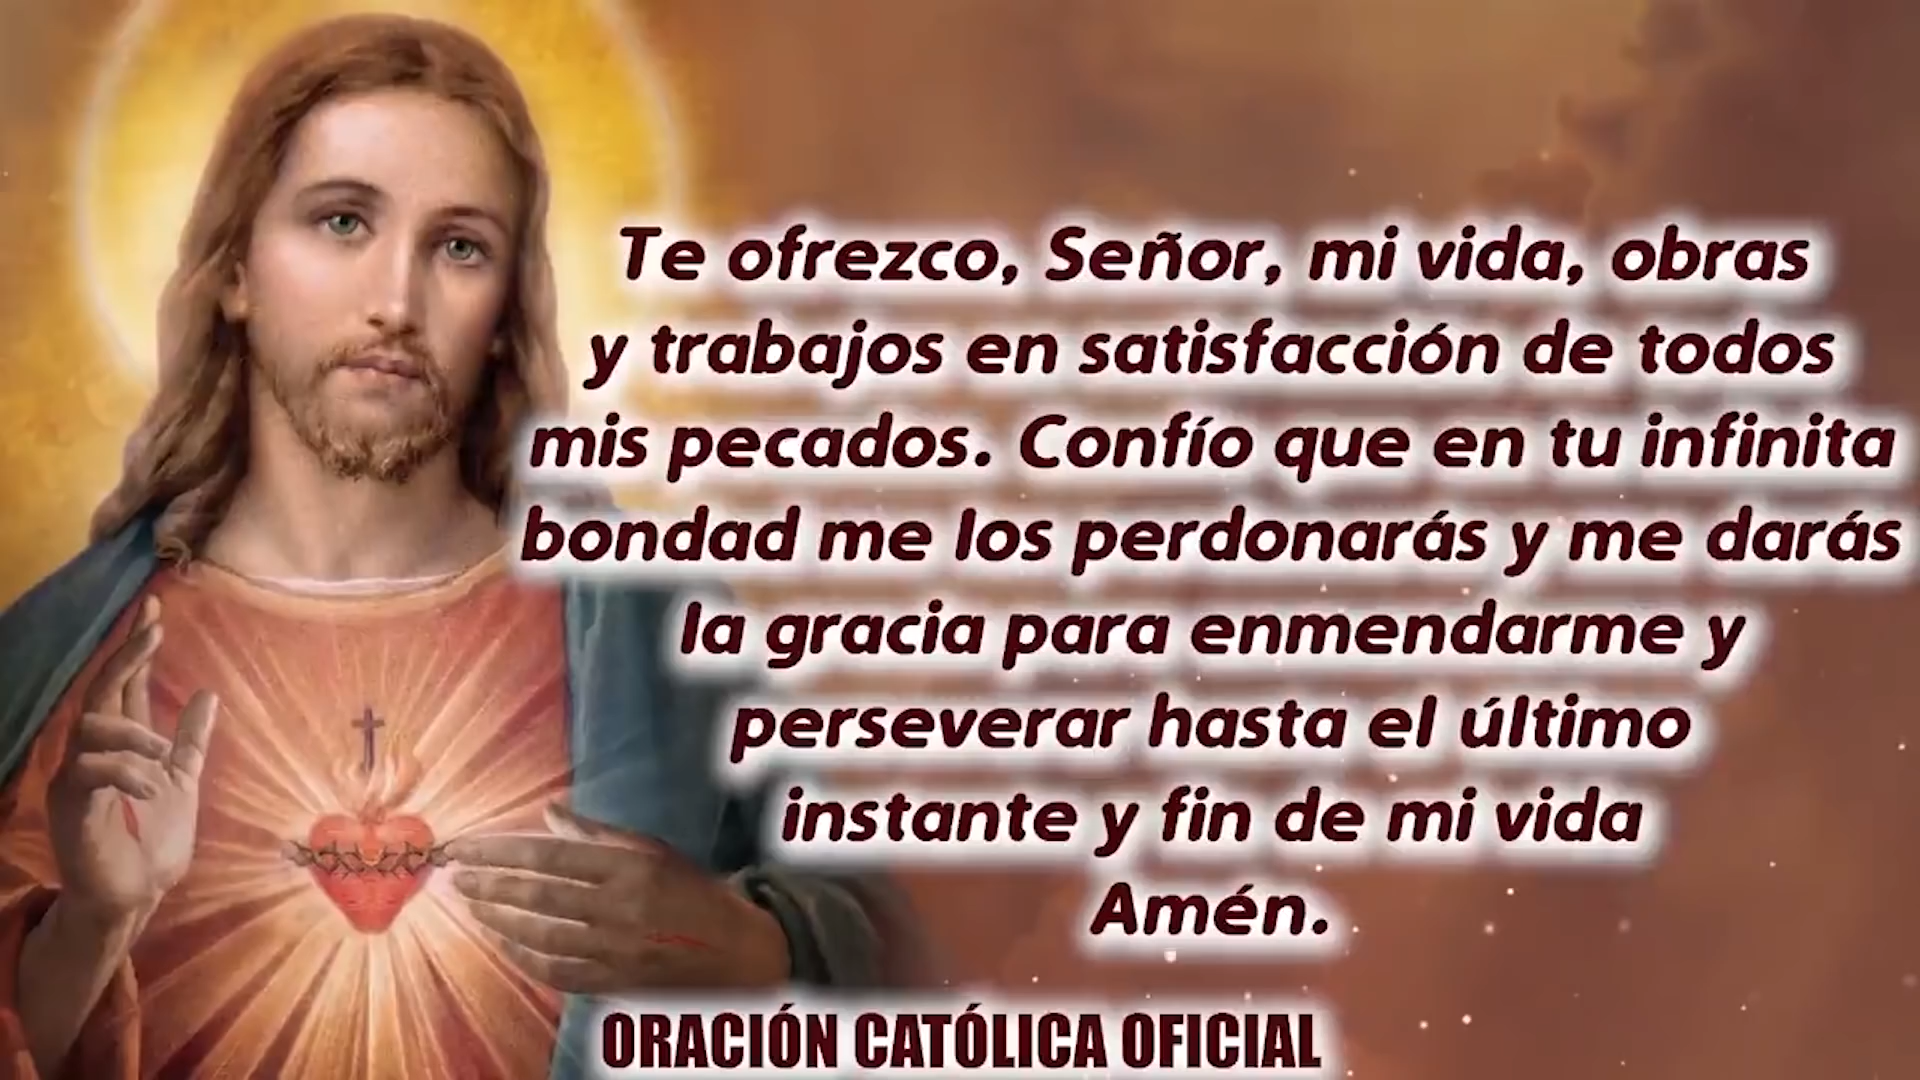 Te ofrezco, Señor, mi vida, obras
y trabajos en satisfacción de todos
mis pecados. Confío que en tu infinita
bondad me los perdonarás y me darás
la gracia para enmendarme y
perseverar hasta el último
instante y fin de mi vida
Amén.
ORACIÓN CATÓLICA OFICIAL